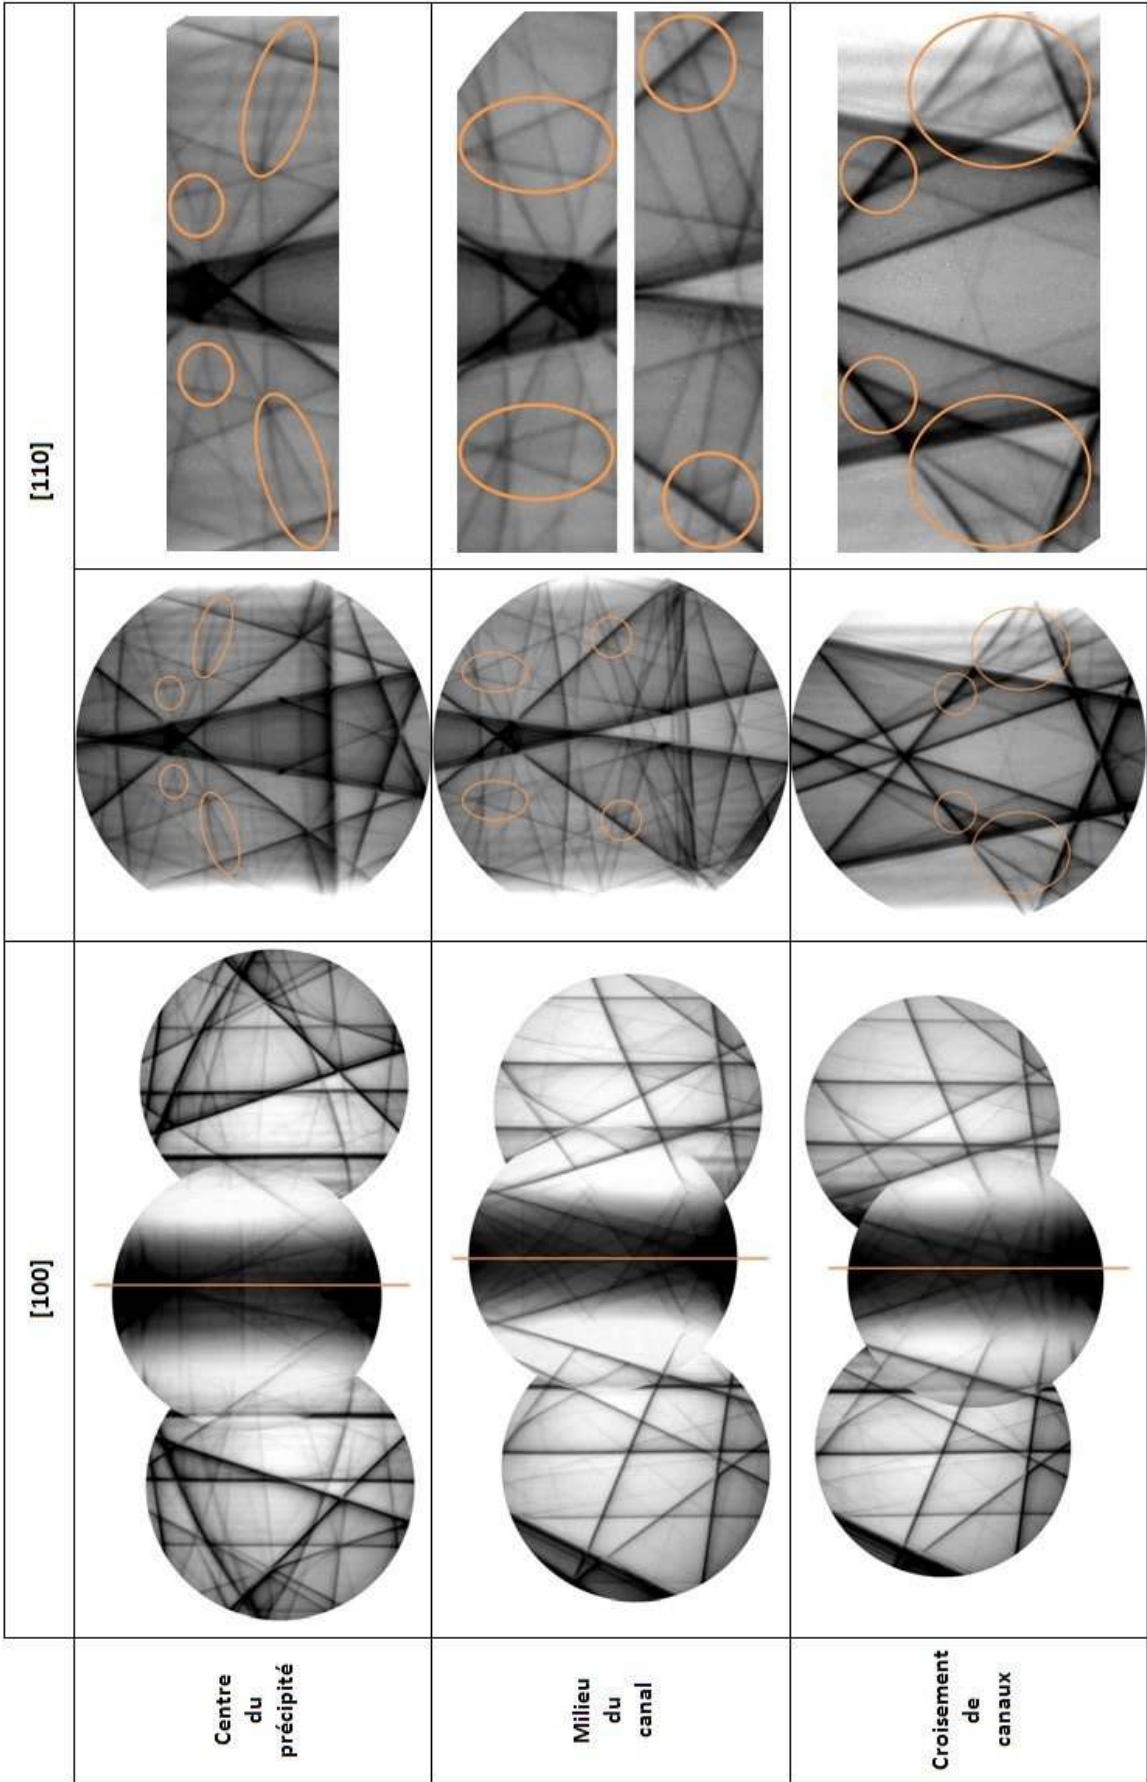 [100]
[110]
Centre
du
précipité
Milieu
du
canal
Croisement
de
canaux